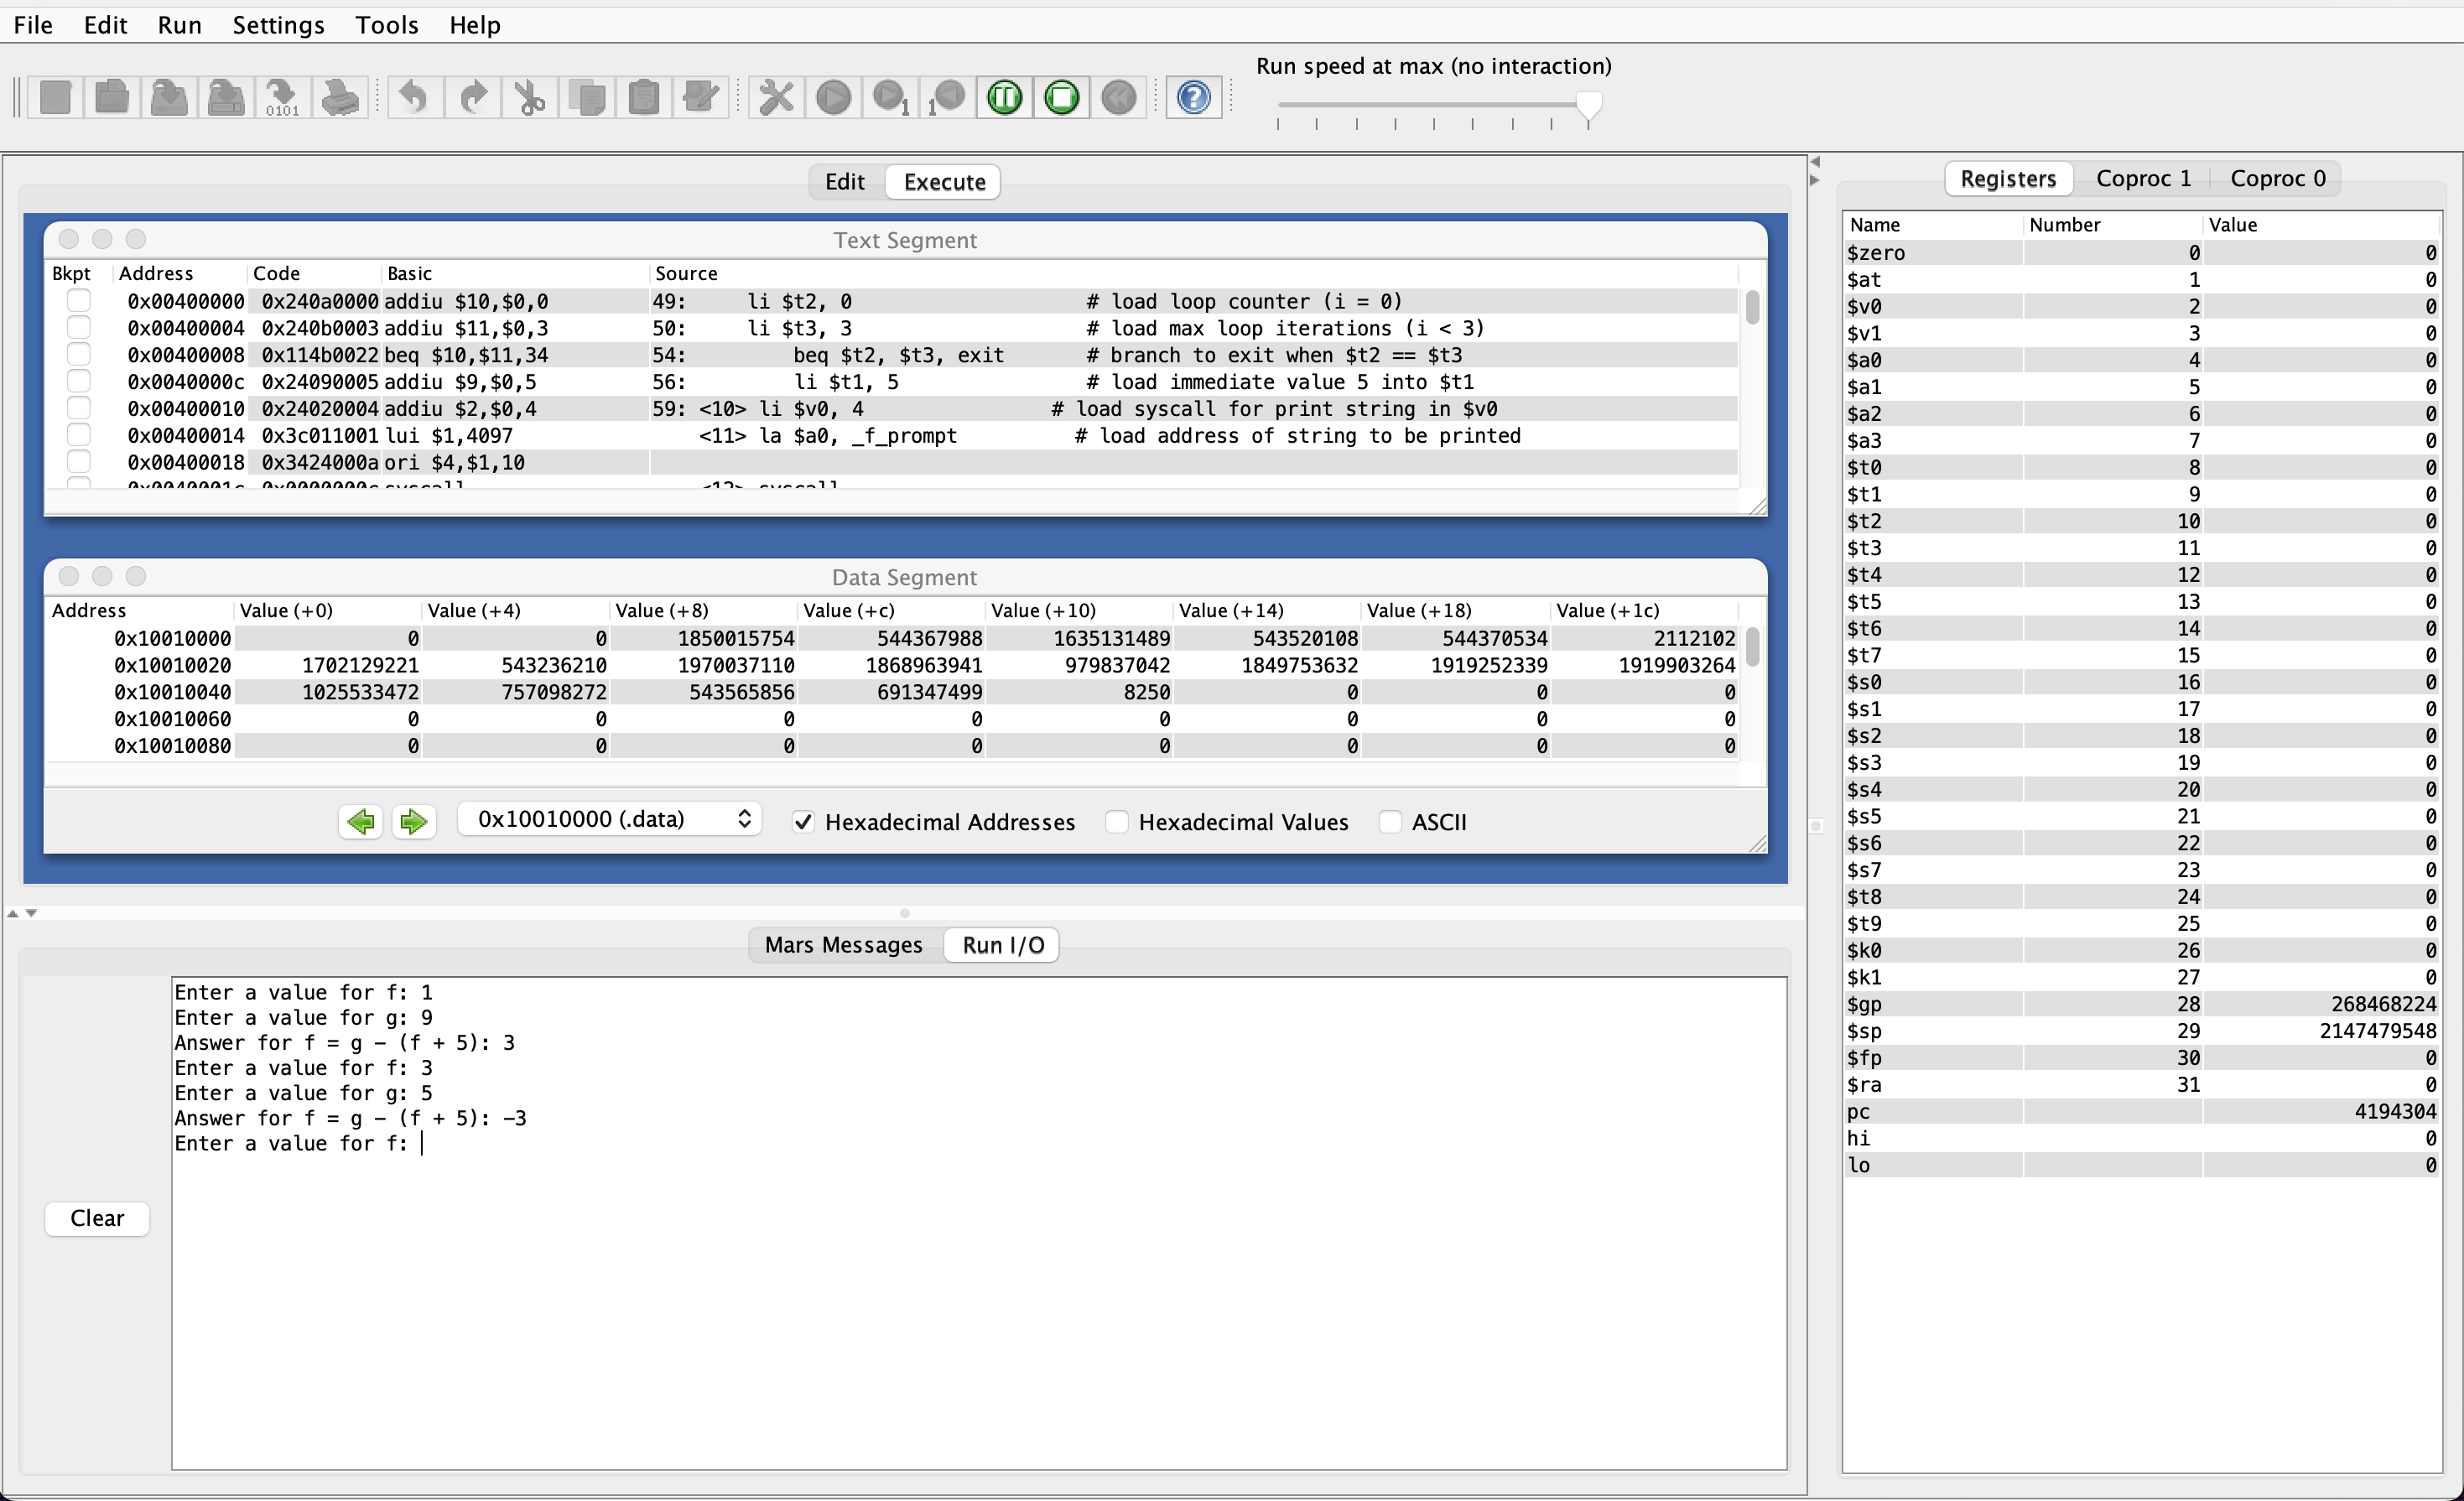 File Edit Run Settings Tools Help
Run speed at max (no interaction)
0101
1
1
Edit Execute
Text Segment
Bkpt Address Code Basic Source
0x00400000 0x240a0000 addiu $10,$0,0 49: li $t2, 0 # load loop counter (i = 0)
0x00400004 0x240b0003 addiu $11,$0,3 50: li $t3, 3 # load max loop iterations (i < 3)
0x00400008 0x114b0022 beq $10,$11,34 54: beq $t2, $t3, exit # branch to exit when $t2 == $t3
0x0040000c 0x24090005 addiu $9,$0,5 56: li $t1, 5 # load immediate value 5 into $t1
0x00400010 0x24020004 addiu $2,$0,4 59: <10> li $v0, 4 # load syscall for print string in $v0
0x00400014 0x3c011001 lui $1,4097 <11> la $a0, _f_prompt # load address of string to be printed
0x00400018 0x3424000a ori $4,$1,10
0x0040001c 0x0000000c syscall <12> syscall
Data Segment
Address Value (+0) Value (+4) Value (+8) Value (+c) Value (+10) Value (+14) Value (+18) Value (+1c)
0x10010000 0 0 1850015754 544367988 1635131489 543520108 544370534 2112102
0x10010020 1702129221 543236210 1970037110 1868963941 979837042 1849753632 1919252339 1919903264
0x10010040 1025533472 757098272 543565856 691347499 8250 0 0 0
0x10010060 0 0 0 0 0 0 0 0
0x10010080 0 0 0 0 0 0 0 0
0x10010000 (.data) Hexadecimal Addresses Hexadecimal Values ASCII
Mars Messages Run I/O
Enter a value for f: 1
Enter a value for g: 9
Answer for f = g - (f + 5): 3
Enter a value for f: 3
Enter a value for g: 5
Answer for f = g - (f + 5): -3
Enter a value for f:
Clear
Registers Coproc 1 Coproc 0
Name Number Value
$zero 0 0
$at 1 0
$v0 2 0
$v1 3 0
$a0 4 0
$a1 5 0
$a2 6 0
$a3 7 0
$t0 8 0
$t1 9 0
$t2 10 0
$t3 11 0
$t4 12 0
$t5 13 0
$t6 14 0
$t7 15 0
$s0 16 0
$s1 17 0
$s2 18 0
$s3 19 0
$s4 20 0
$s5 21 0
$s6 22 0
$s7 23 0
$t8 24 0
$t9 25 0
$k0 26 0
$k1 27 0
$gp 28 268468224
$sp 29 2147479548
$fp 30 0
$ra 31 0
pc 4194304
hi 0
lo 0